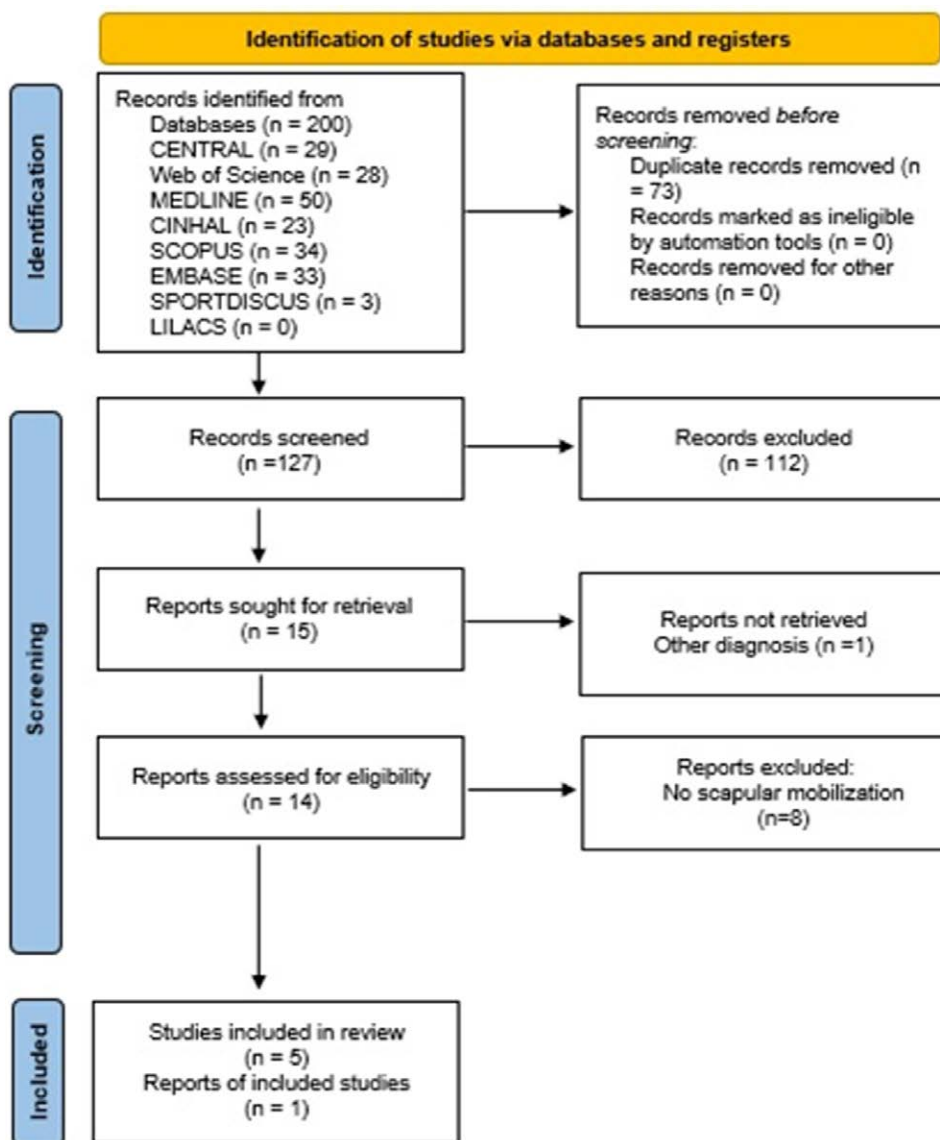 Identification of studies via databases and registers
Identification
Records identified from
Databases (n = 200)
CENTRAL (n = 29)
Web of Science (n = 28)
MEDLINE (n = 50)
CINHAL (n = 23)
SCOPUS (n = 34)
EMBASE (n = 33)
SPORTDISCUS (n = 3)
LILACS (n = 0)
Records removed before
screening:
Duplicate records removed (n
= 73)
Records marked as ineligible
by automation tools (n = 0)
Records removed for other
reasons (n = 0)
Screening
Records screened
(n =127)
Records excluded
(n = 112)
Reports sought for retrieval
(n = 15)
Reports not retrieved
Other diagnosis (n =1)
Reports assessed for eligibility
(n = 14)
Reports excluded:
No scapular mobilization
(n=8)
Included
Studies included in review
(n = 5)
Reports of included studies
(n = 1)